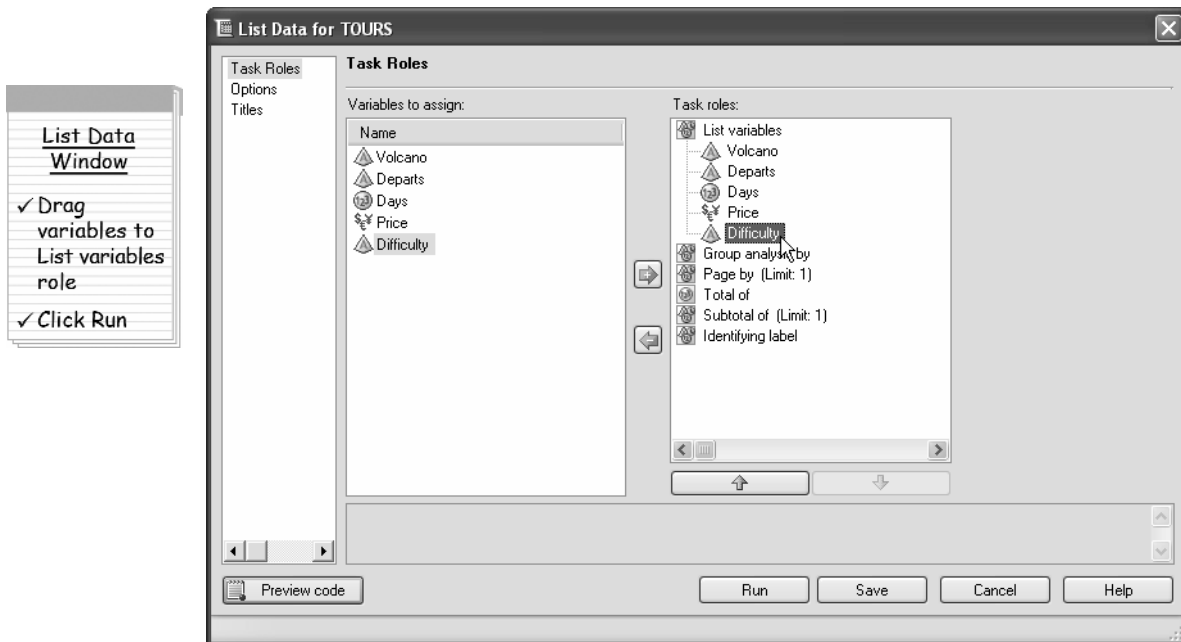 List Data
Window
✓ Drag
variables to
List variables
role
✓ Click Run
List Data for TOURS
Task Roles
Options
Titles
Task Roles
Variables to assign:
Name
Volcano
Departs
Days
Price
Difficulty
Task roles:
List variables
Volcano
Departs
Days
Price
Difficulty
Group analysis by
Page by (Limit: 1)
Total of
Subtotal of (Limit: 1)
Identifying label
Preview code
Run
Save
Cancel
Help